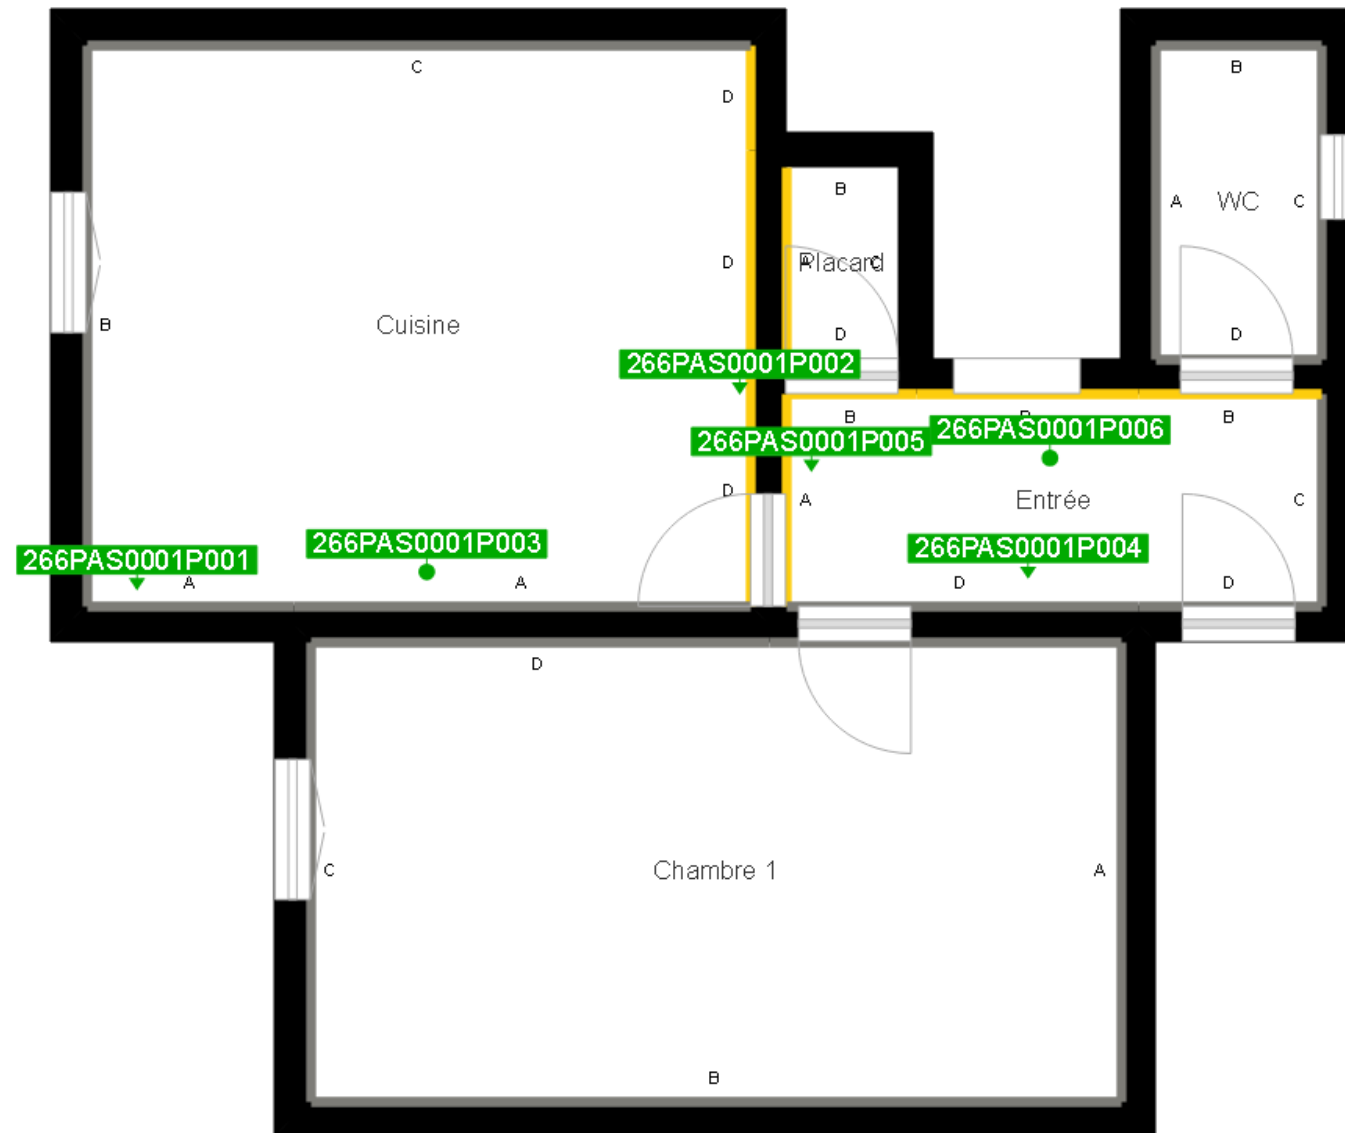 C
B
D
B
A
WC
C
D
A
Placard
C
Cuisine
B
D
D
266PAS0001P002
B
D
B
266PAS0001P006
266PAS0001P005
D
A
Entrée
C
266PAS0001P003
266PAS0001P004
266PAS0001P001
A
A
D
D
D
Chambre 1
C
A
B